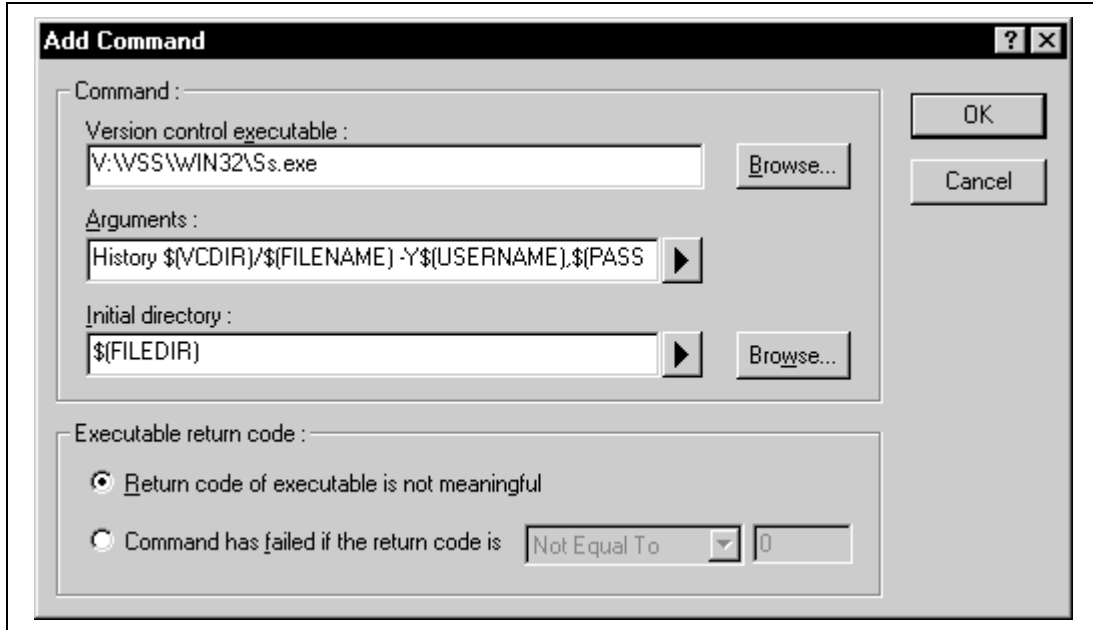 Add Command
Command :
Version control executable :
V:\VSS\WIN32\Ss.exe
Browse...
OK
Cancel
Arguments :
History $(VCDIR)/$(FILENAME) -Y$(USERNAME),$(PASS
Initial directory :
$(FILEDIR)
Browse...
Executable return code :
Return code of executable is not meaningful
Command has failed if the return code is
Not Equal To
0